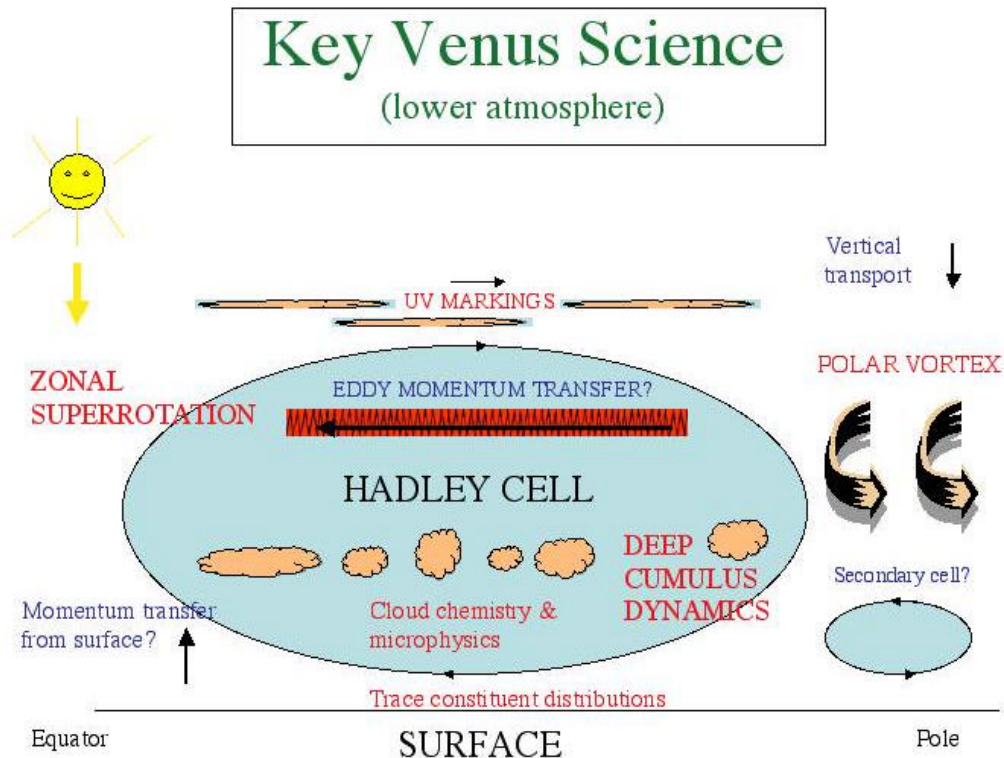 Key Venus Science
(lower atmosphere)
Vertical
transport
UV MARKINGS
ZONAL
SUPERROTATION
EDDY MOMENTUM TRANSFER?
POLAR VORTEX
HADLEY CELL
DEEP
CUMULUS
DYNAMICS
Secondary cell?
Momentum transfer
from surface?
Cloud chemistry &
microphysics
Trace constituent distributions
Equator
SURFACE
Pole